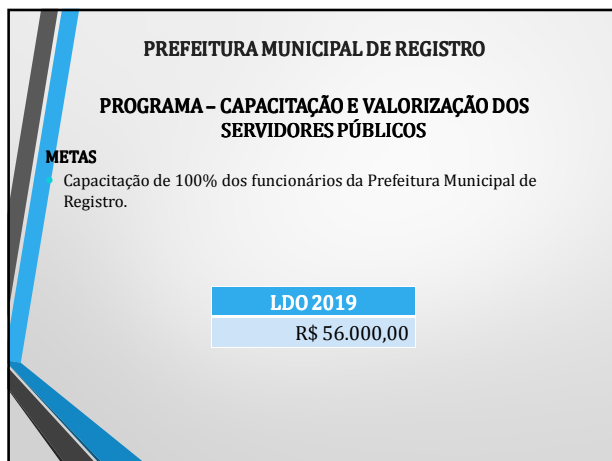 PREFEITURA MUNICIPAL DE REGISTRO
PROGRAMA – CAPACITAÇÃO E VALORIZAÇÃO DOS
SERVIDORES PÚBLICOS
METAS
Capacitação de 100% dos funcionários da Prefeitura Municipal de
Registro.
LDO 2019
R$ 56.000,00